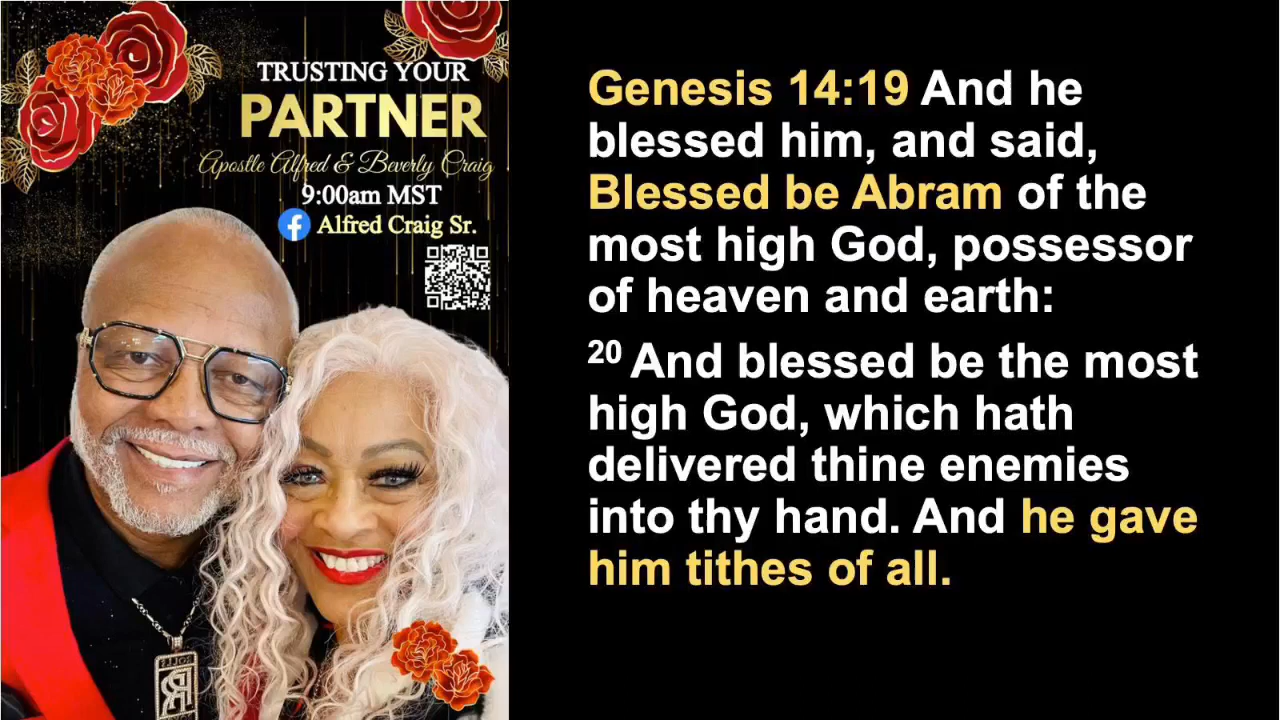 TRUSTING YOUR
PARTNER
Apostle Alfred & Beverly Craig
9:00am MST
Alfred Craig Sr.
Genesis 14:19 And he
blessed him, and said,
Blessed be Abram of the
most high God, possessor
of heaven and earth:
20 And blessed be the most
high God, which hath
delivered thine enemies
into thy hand. And he gave
him tithes of all.